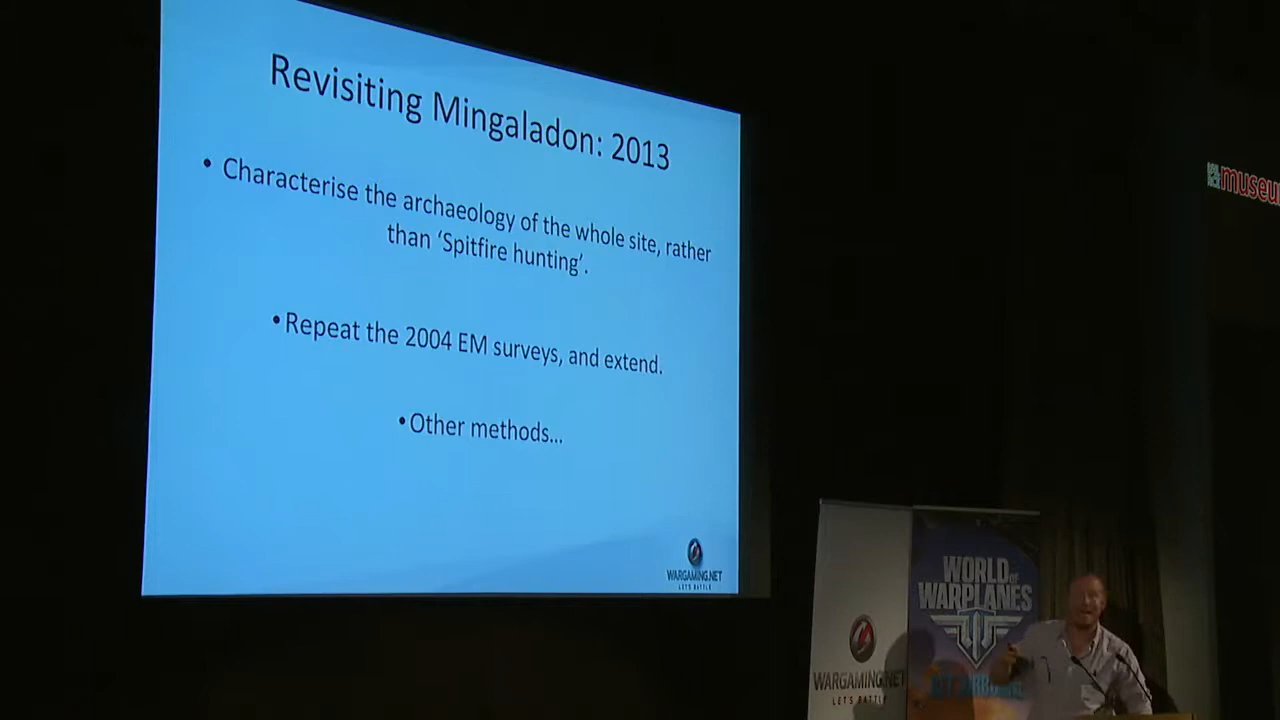 Revisiting Mingaladon: 2013
• Characterise the archaeology of the whole site, rather
than ‘Spitfire hunting’.
• Repeat the 2004 EM surveys, and extend.
• Other methods...
WARGAMING.NET
LET'S BATTLE
museu
WORLD OF
WARPLANES
WARGAMING.NET
LET'S BATTLE